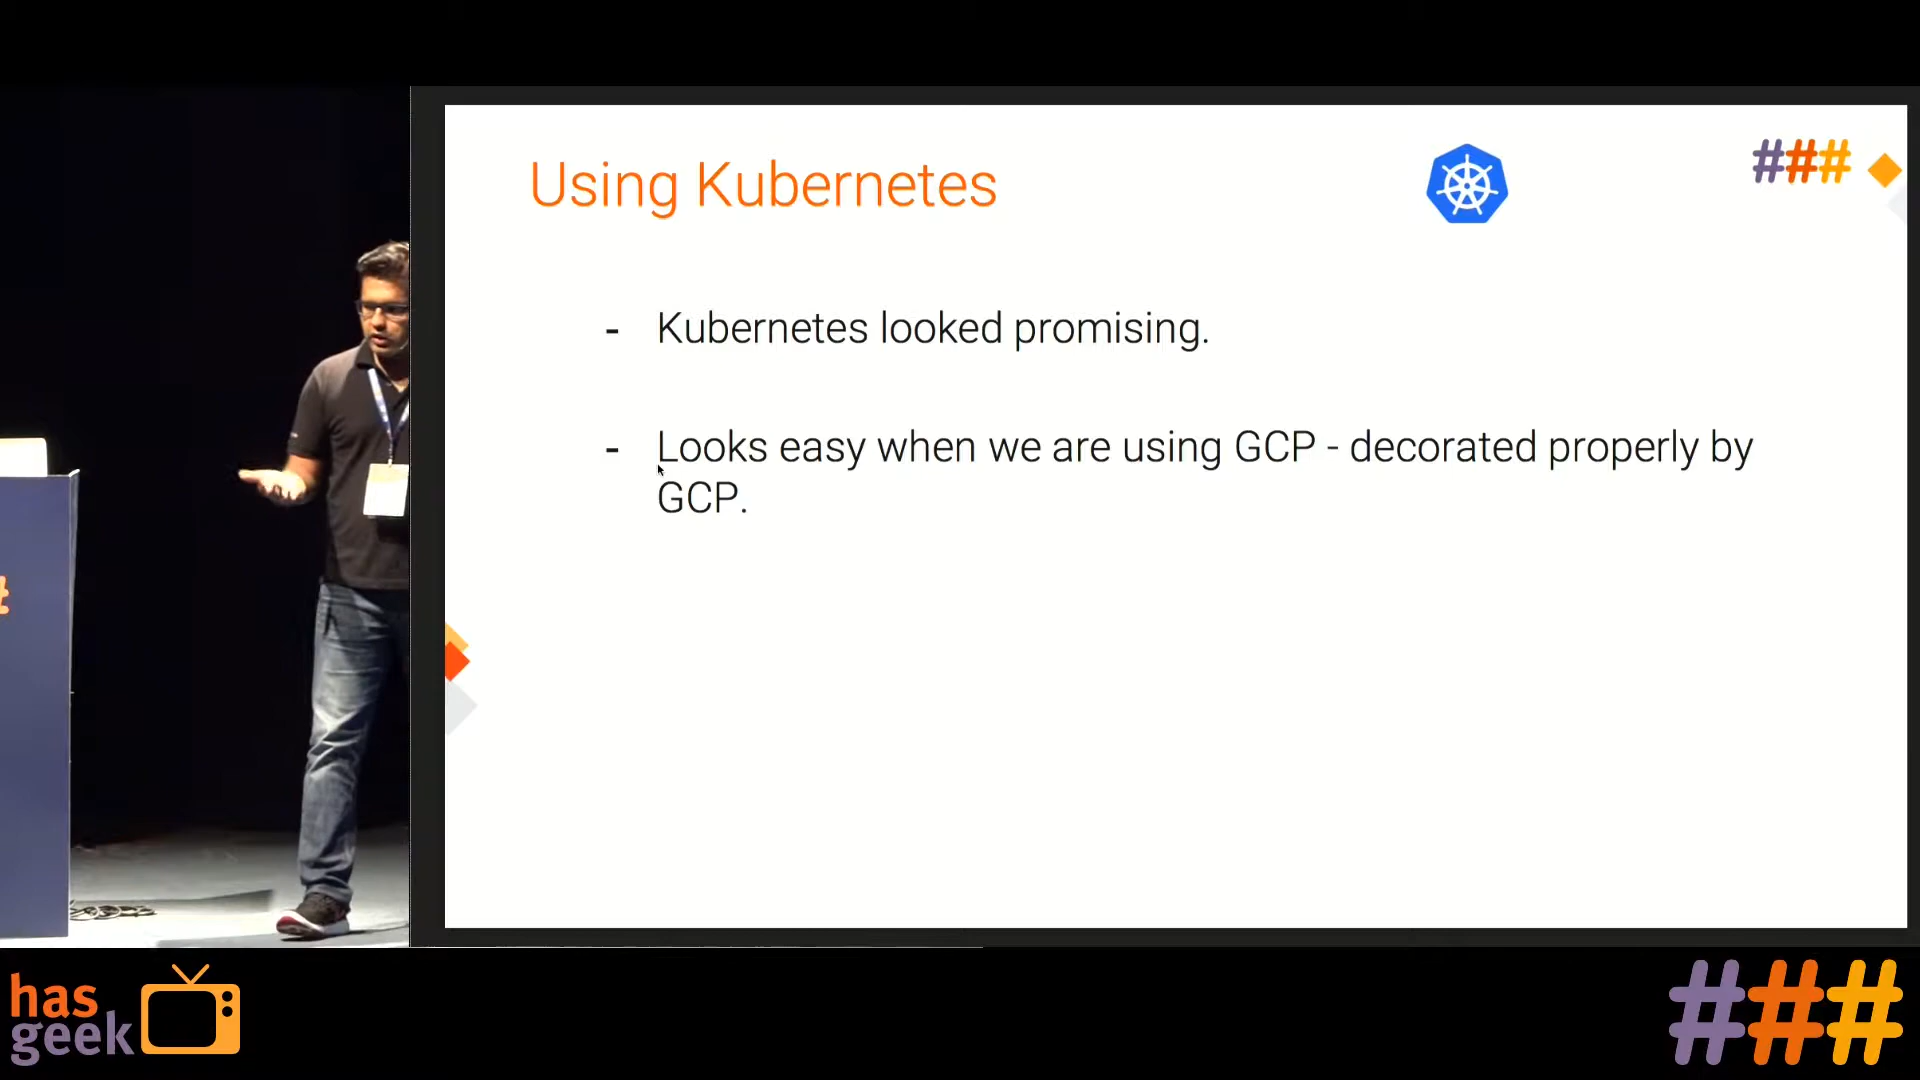 Using Kubernetes
###
- Kubernetes looked promising.
- Looks easy when we are using GCP - decorated properly by
GCP.
#
has
geek
###